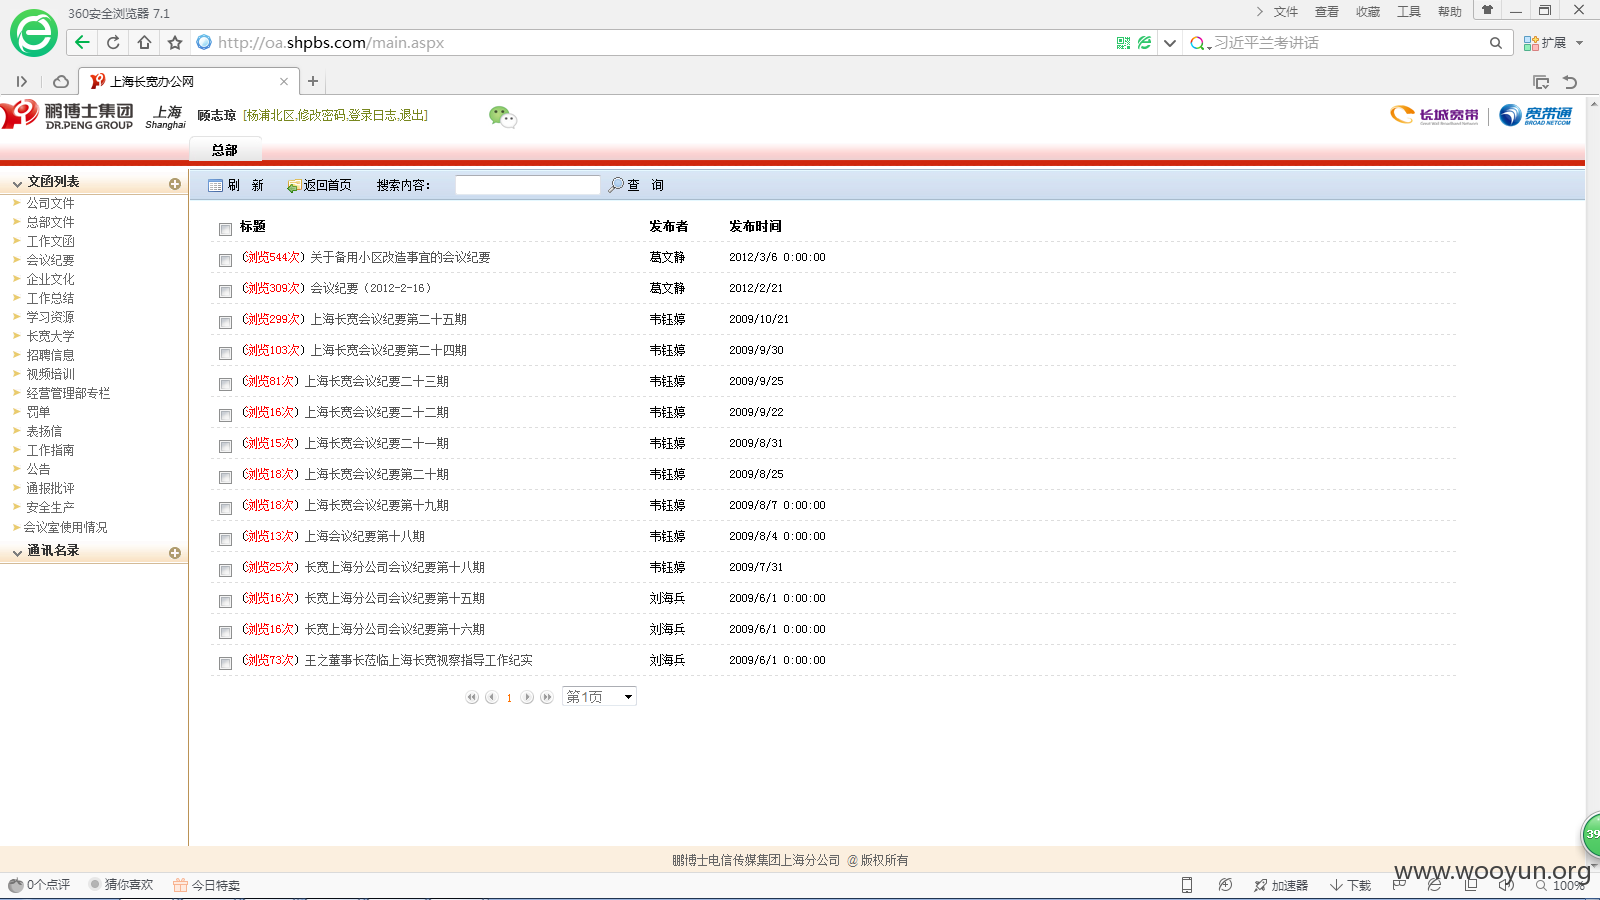 360安全浏览器 7.1
文件 查看 收藏 工具 帮助
http://oa.shpbs.com/main.aspx
习近平兰考讲话
扩展
上海长宽办公网
鹏博士集团
DR.PENG GROUP
上海
Shanghai
顾志琼 [杨浦北区,修改密码,登录日志,退出]
长城宽带
宽带通
BROAD NETCOM
总部
文函列表
公司文件
总部文件
工作文函
会议纪要
企业文化
工作总结
学习资源
长宽大学
招聘信息
视频培训
经营管理部专栏
罚单
表扬信
工作指南
公告
通报批评
安全生产
会议室使用情况
通讯名录
刷 新 返回首页 搜索内容: 查 询
标题 发布者 发布时间
(浏览544次) 关于备用小区改造事宜的会议纪要 葛文静 2012/3/6 0:00:00
(浏览309次) 会议纪要（2012-2-16） 葛文静 2012/2/21
(浏览299次) 上海长宽会议纪要第二十五期 韦钰婷 2009/10/21
(浏览103次) 上海长宽会议纪要第二十四期 韦钰婷 2009/9/30
(浏览81次) 上海长宽会议纪要二十三期 韦钰婷 2009/9/25
(浏览16次) 上海长宽会议纪要二十二期 韦钰婷 2009/9/22
(浏览15次) 上海长宽会议纪要二十一期 韦钰婷 2009/8/31
(浏览18次) 上海长宽会议纪要第二十期 韦钰婷 2009/8/25
(浏览18次) 上海长宽会议纪要第十九期 韦钰婷 2009/8/7 0:00:00
(浏览13次) 上海会议纪要第十八期 韦钰婷 2009/8/4 0:00:00
(浏览25次) 长宽上海分公司会议纪要第十八期 韦钰婷 2009/7/31
(浏览16次) 长宽上海分公司会议纪要第十五期 刘海兵 2009/6/1 0:00:00
(浏览16次) 长宽上海分公司会议纪要第十六期 刘海兵 2009/6/1 0:00:00
(浏览73次) 王之董事长莅临上海长宽视察指导工作纪实 刘海兵 2009/6/1 0:00:00
1 第1页
39
鹏博士电信传媒集团上海分公司 @ 版权所有
www.wooyun.org
0个点评 猜你喜欢 今日特卖 加速器 下载 100%